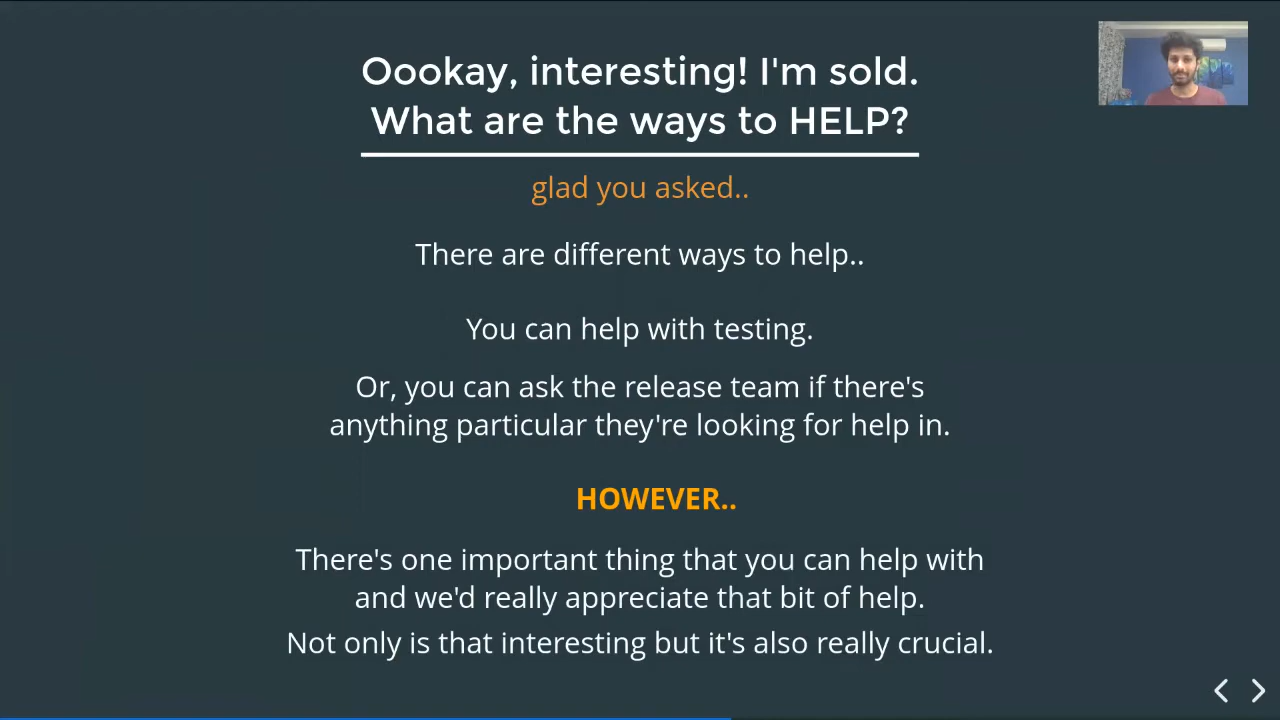 Oookay, interesting! I'm sold.
What are the ways to HELP?
glad you asked..
There are different ways to help..
You can help with testing.
Or, you can ask the release team if there's
anything particular they're looking for help in.
HOWEVER..
There's one important thing that you can help with
and we'd really appreciate that bit of help.
Not only is that interesting but it's also really crucial.